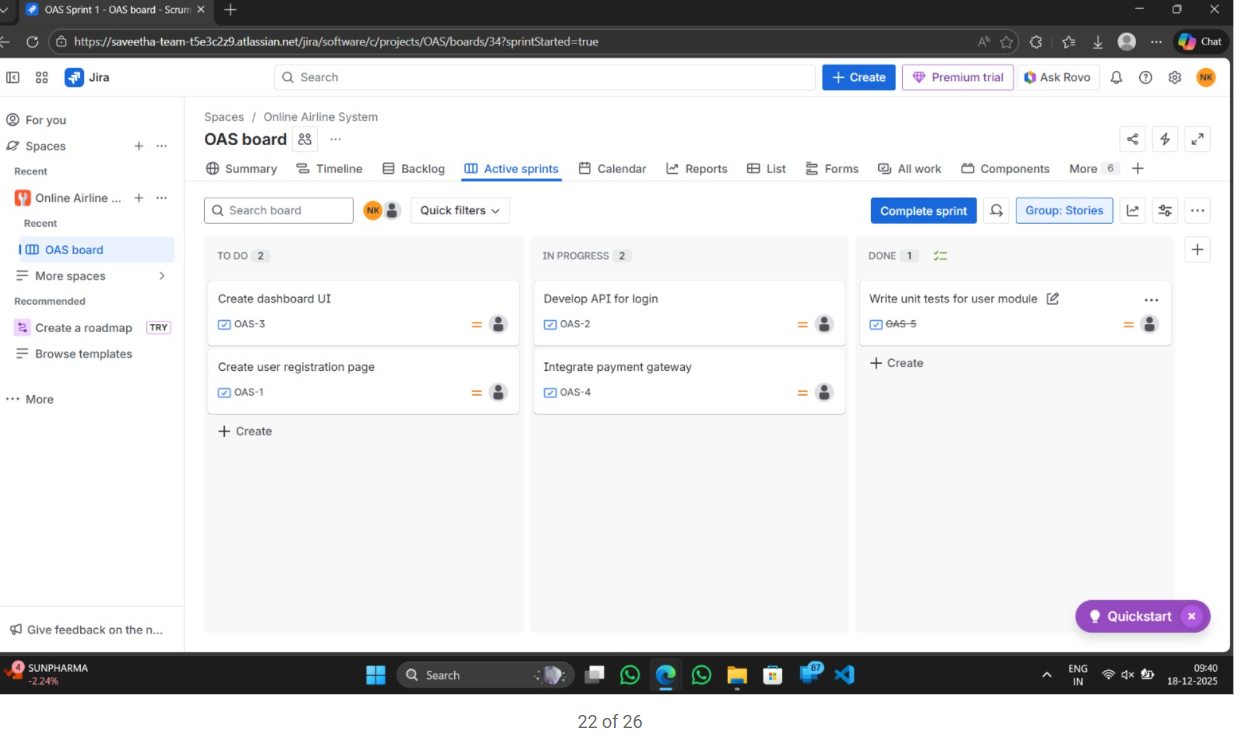 OAS Sprint 1 - OAS board - Scrum
https://saveetha-team-t5e3c2z9.atlassian.net/jira/software/c/projects/OAS/boards/34?sprintStarted=true
Chat
Jira
Search
Create
Premium trial
Ask Rovo
NK
For you
Spaces
Recent
Online Airline ...
Recent
OAS board
More spaces
Recommended
Create a roadmap TRY
Browse templates
More
Give feedback on the n...
Spaces / Online Airline System
OAS board
Summary Timeline Backlog Active sprints Calendar Reports List Forms All work Components More 6
Search board NK Quick filters Complete sprint Group: Stories
TO DO 2
Create dashboard UI
OAS-3
Create user registration page
OAS-1
Create
IN PROGRESS 2
Develop API for login
OAS-2
Integrate payment gateway
OAS-4
DONE 1
Write unit tests for user module
OAS-5
Create
Quickstart
4 SUNPHARMA
-2.24%
Search
87
ENG
IN
09:40
18-12-2025
22 of 26